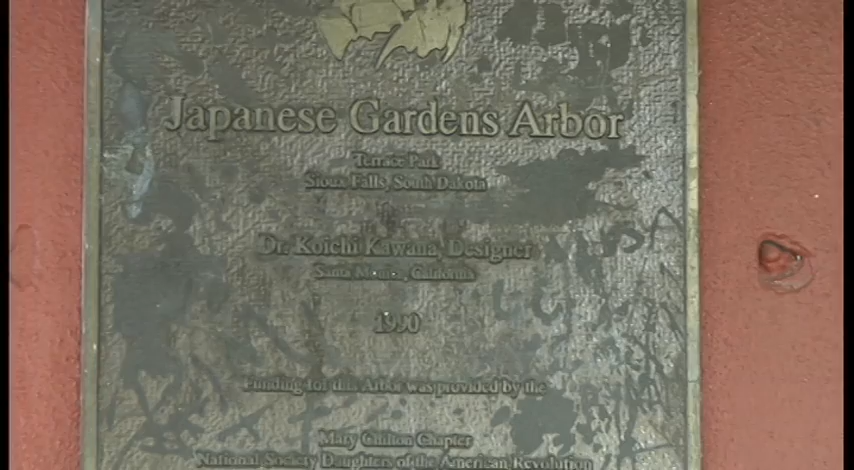 Japanese Gardens Arbor
Terrace Park
Sioux Falls, South Dakota
Dr. Koichi Kawana, Designer
Santa Monica, California
1990
Funding for this Arbor was provided by the
Mary Chilton Chapter
National Society Daughters of the American Revolution